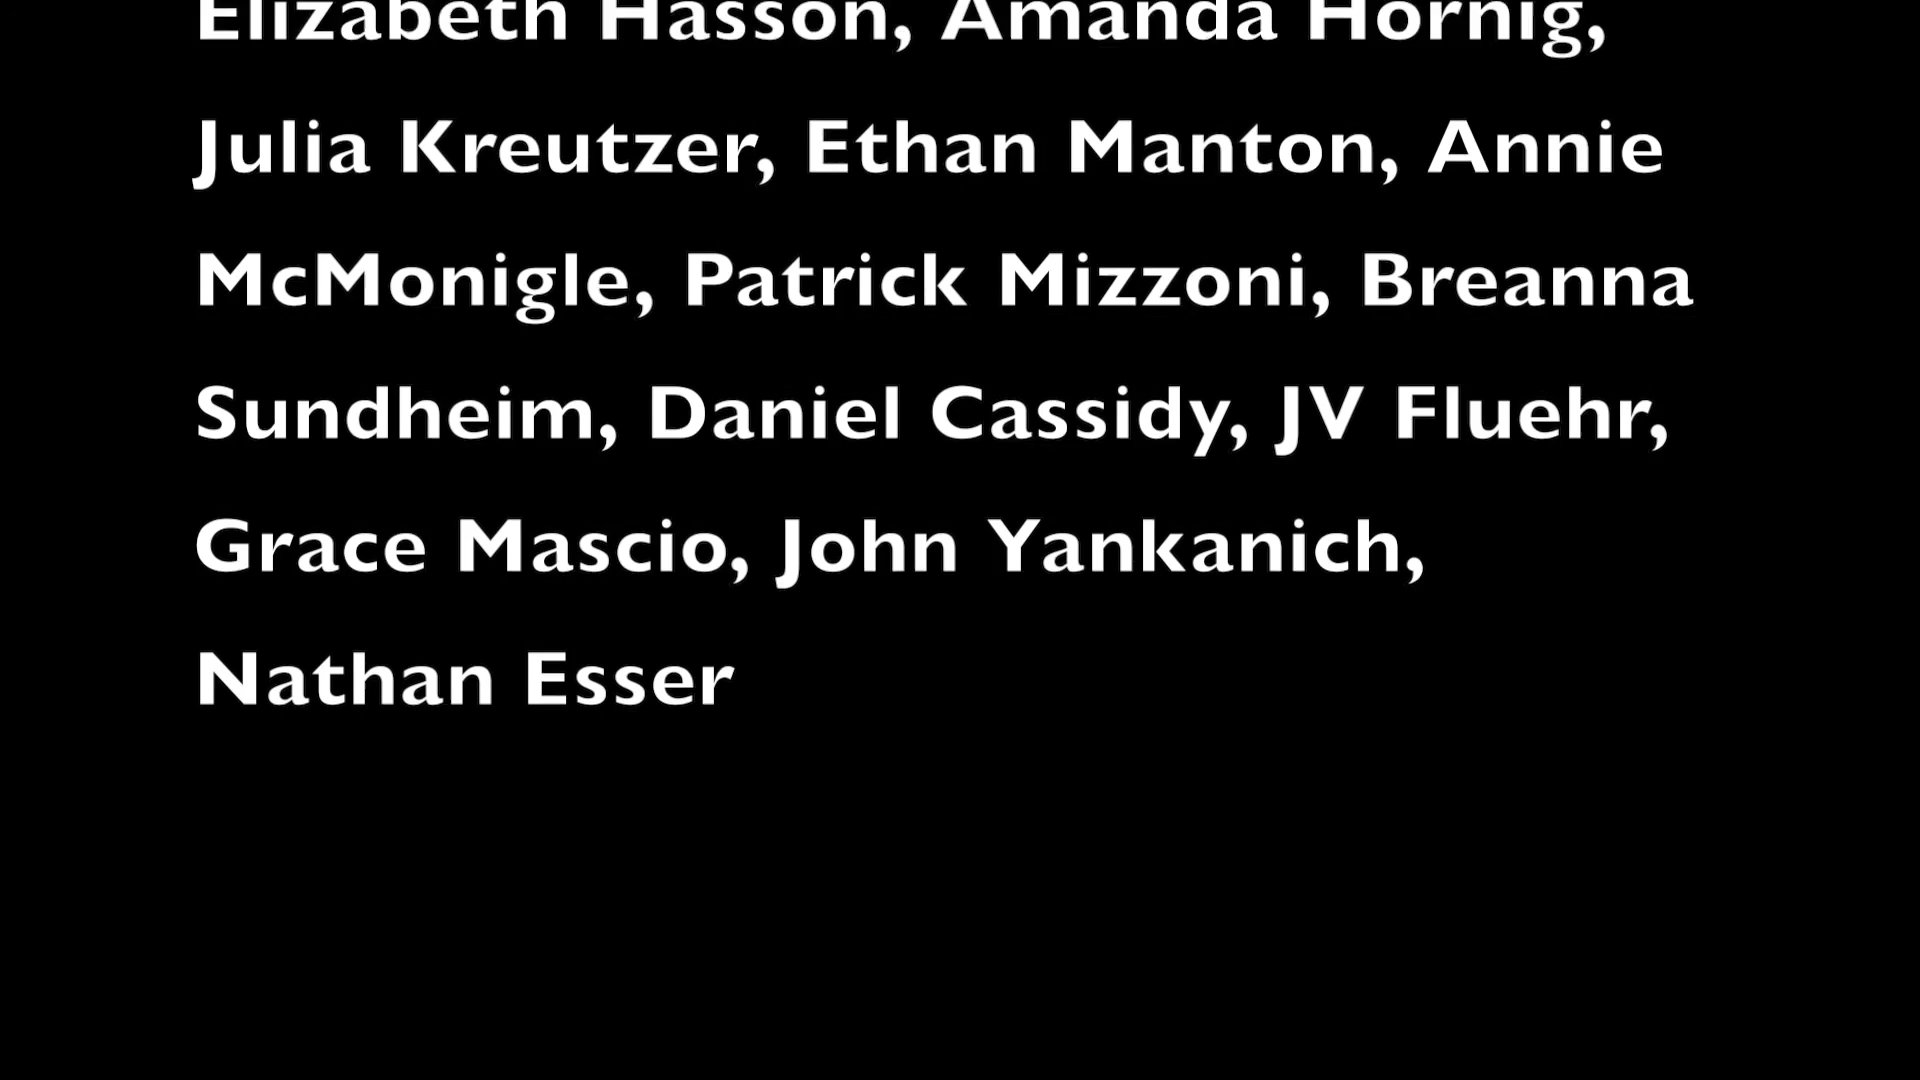 Elizabeth Hasson, Amanda Hornig,
Julia Kreutzer, Ethan Manton, Annie
McMonigle, Patrick Mizzoni, Breanna
Sundheim, Daniel Cassidy, JV Fluehr,
Grace Mascio, John Yankanich,
Nathan Esser